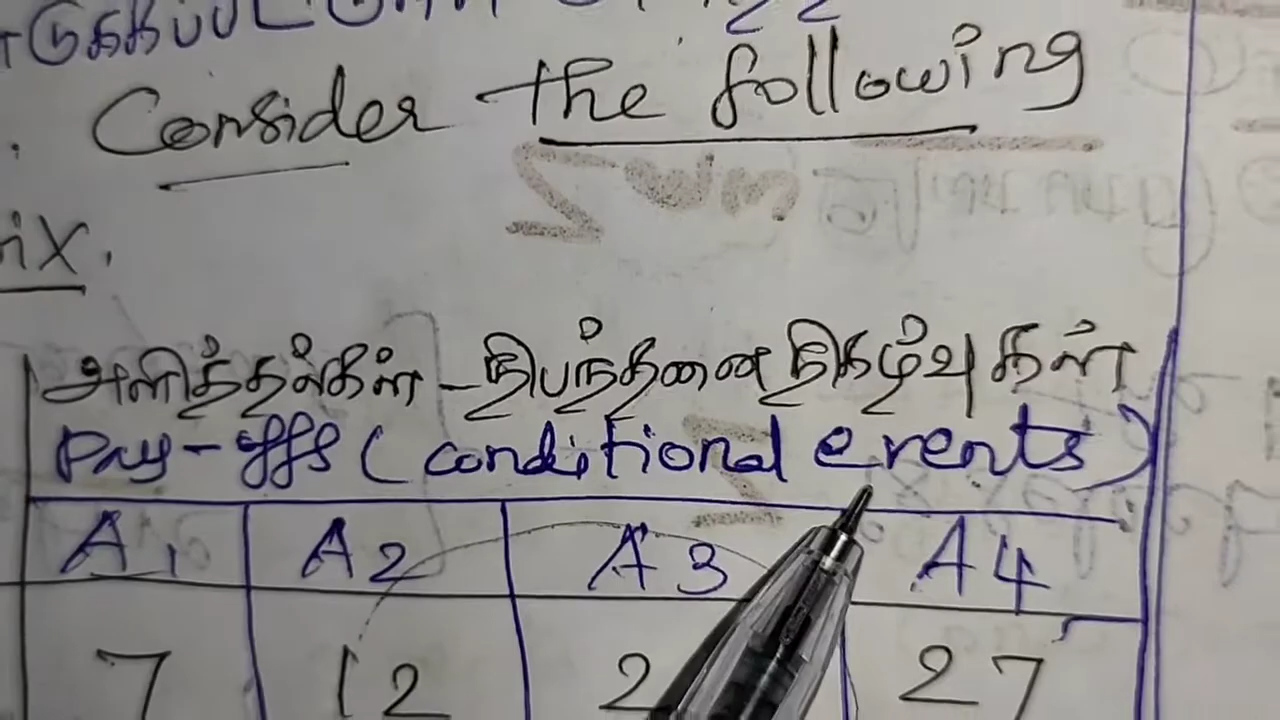 Consider the following
rix.
அளித்தல்கள் - நிபந்தனை நிகழ்வுகள்
Pay-offs (conditional events)
A1 A2 A3 A4
7 12 2 27